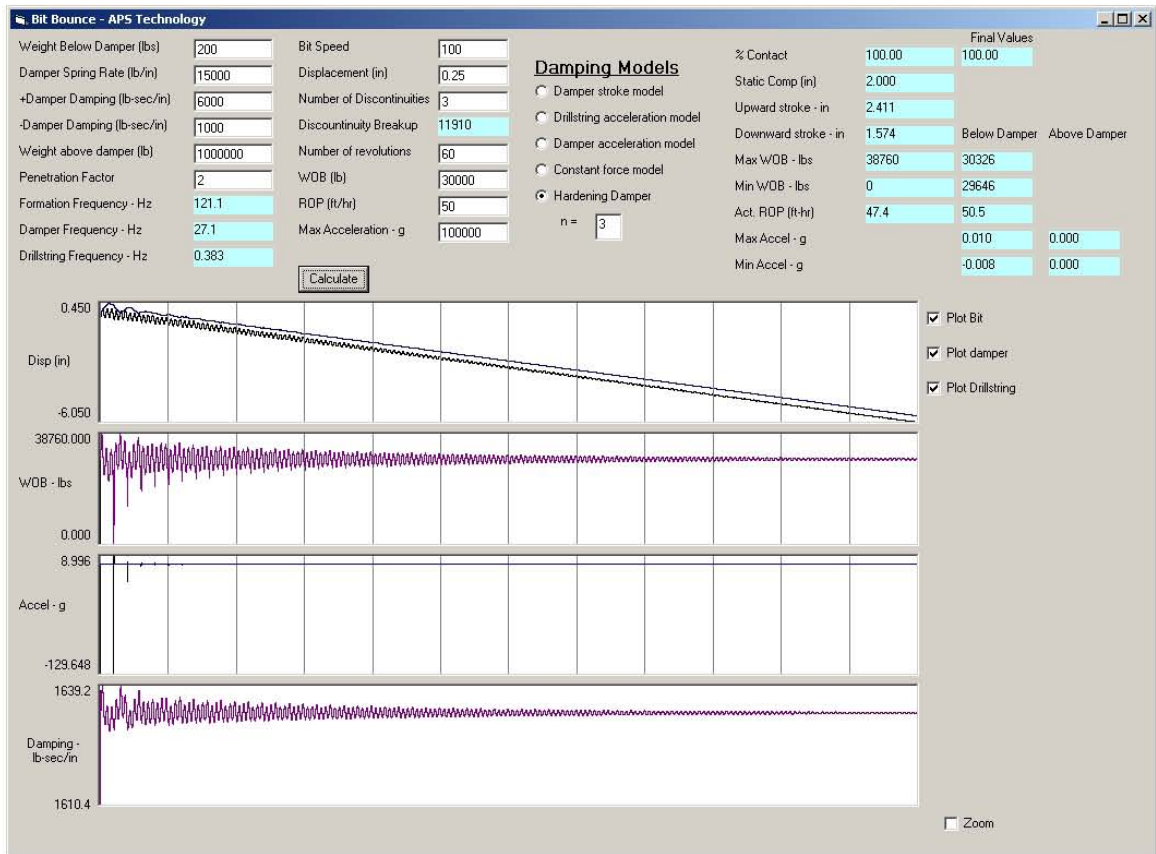 Bit Bounce - APS Technology
Weight Below Damper (lbs) 200
Damper Spring Rate (lb/in) 15000
+Damper Damping (lb-sec/in) 6000
-Damper Damping (lb-sec/in) 1000
Weight above damper (lb) 1000000
Penetration Factor 2
Formation Frequency - Hz 121.1
Damper Frequency - Hz 27.1
Drillstring Frequency - Hz 0.383
Bit Speed 100
Displacement (in) 0.25
Number of Discontinuities 3
Discountinuity Breakup 11910
Number of revolutions 60
WOB (lb) 30000
ROP (ft/hr) 50
Max Acceleration - g 100000
Calculate
Damping Models
Damper stroke model
Drillstring acceleration model
Damper acceleration model
Constant force model
Hardening Damper
n = 3
Final Values
% Contact 100.00 100.00
Static Comp (in) 2.000
Upward stroke - in 2.411
Downward stroke - in 1.574 Below Damper Above Damper
Max WOB - lbs 38760 30326
Min WOB - lbs 0 29646
Act. ROP (ft-hr) 47.4 50.5
Max Accel - g 0.010 0.000
Min Accel - g -0.008 0.000
0.450
Disp (in)
-6.050
Plot Bit
Plot damper
Plot Drillstring
38760.000
WOB - lbs
0.000
8.996
Accel - g
-129.648
1639.2
Damping -
lb-sec/in
1610.4
Zoom